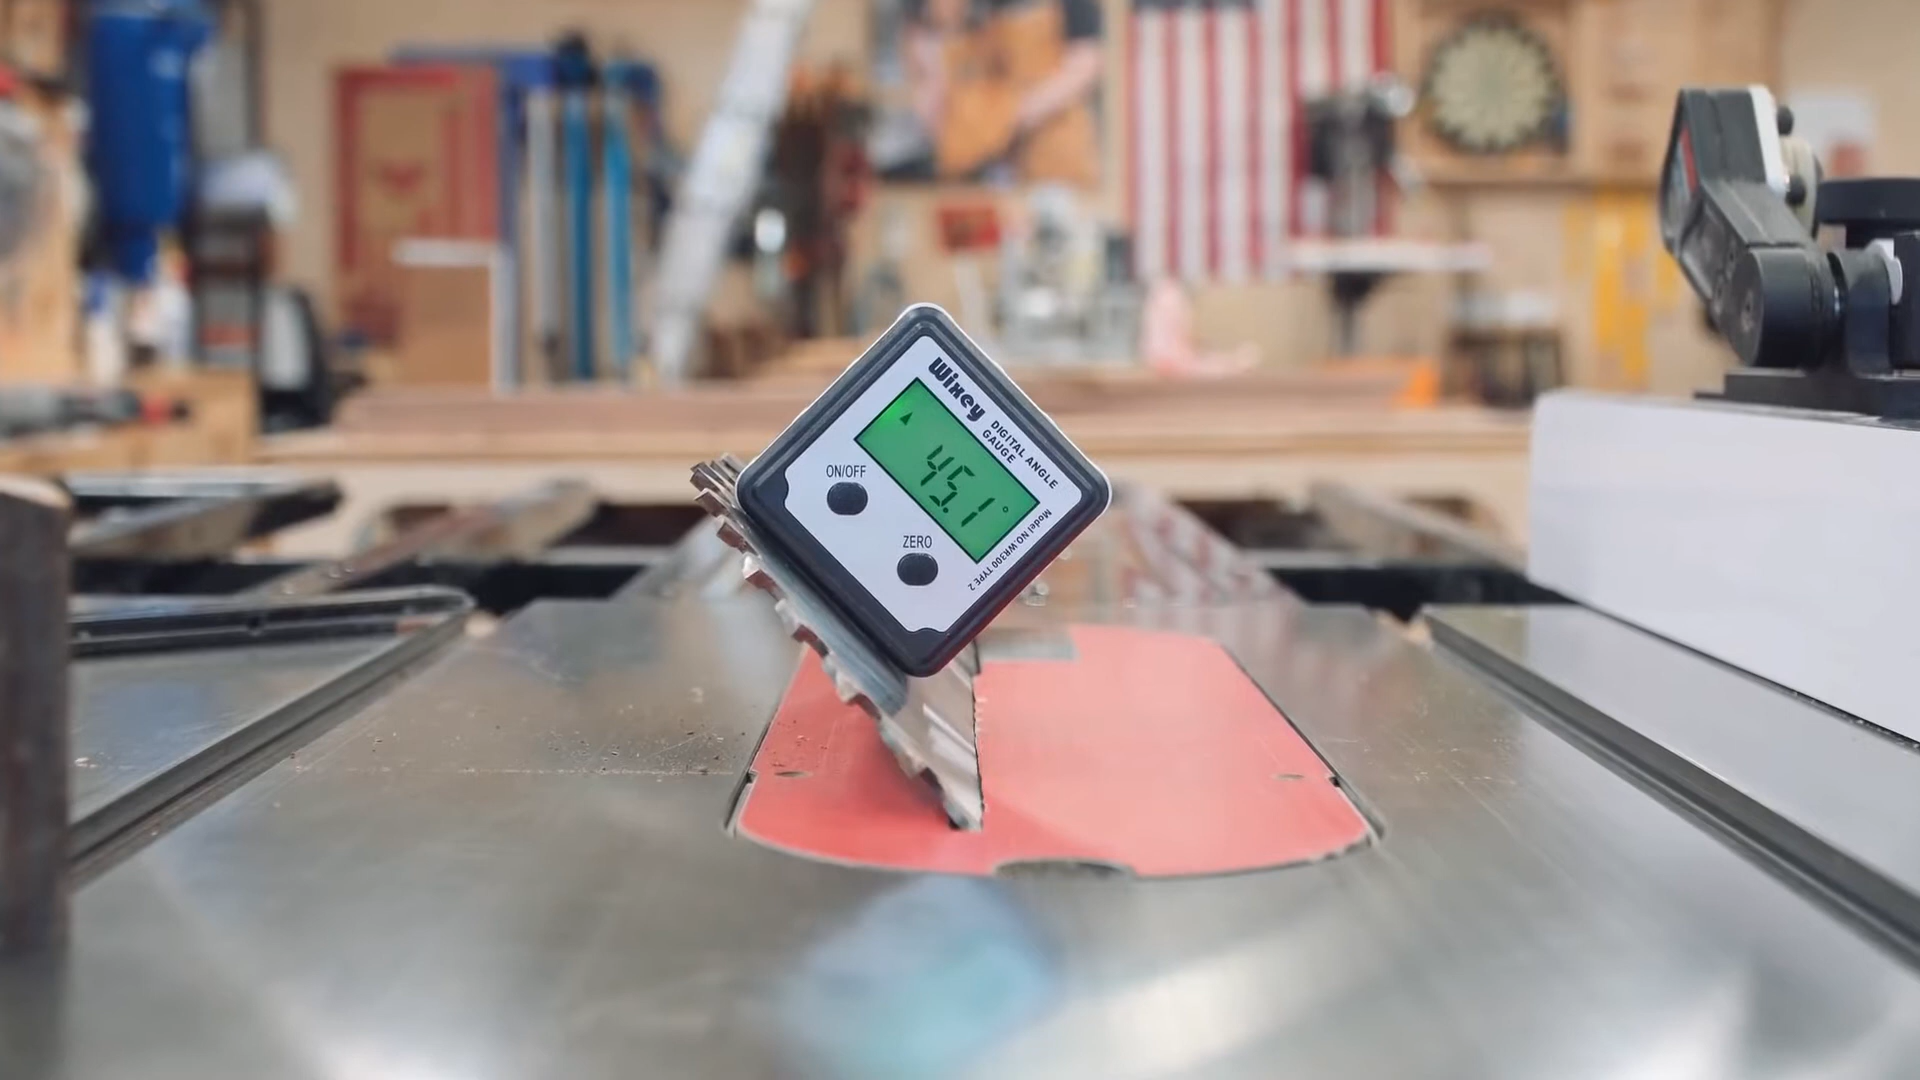 Wixey
DIGITAL ANGLE
GAUGE
45.1°
ON/OFF
ZERO
Model NO.WR300 TYPE 2